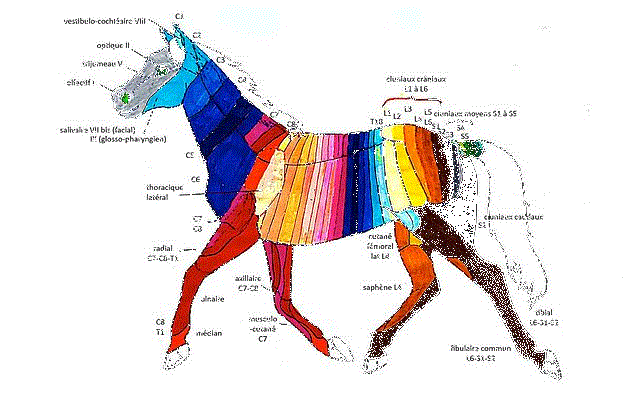 vestibulo-cochléaire VIII
C1
optique II
C2
trijumeau V
C3
olfactif I
C4
cluniaux crâniaux
L1 à L6
salivaire VII bis (facial)
(glosso-pharyngien)
C7
C8
T18
L1
L2
L3
L4
L5
L6
cluniaux moyens S1 à S5
S3
S4
S5
C5
C6
thoracique
latéral
C7
C8
cluniaux caudaux
S2
radial
C7-C8-T1
cutané
fémoral
lat L4
axillaire
C7-C8
saphène L4
ulnaire
C8
T1
médian
musculo
-cutané
C7
tibial
L6-S1-S2
fibulaire commun
L6-S1-S2